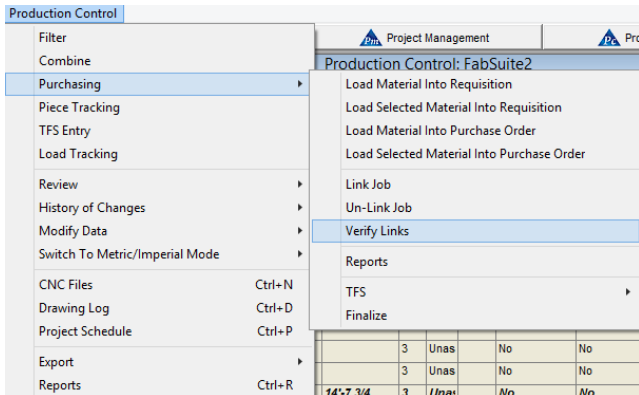 Production Control
Project Management
Pro
Production Control: FabSuite2
Filter
Combine
Purchasing
Piece Tracking
TFS Entry
Load Tracking
Review
History of Changes
Modify Data
Switch To Metric/Imperial Mode
CNC Files Ctrl+N
Drawing Log Ctrl+D
Project Schedule Ctrl+P
Export
Reports Ctrl+R
Load Material Into Requisition
Load Selected Material Into Requisition
Load Material Into Purchase Order
Load Selected Material Into Purchase Order
Link Job
Un-Link Job
Verify Links
Reports
TFS
Finalize
3 Unas No No
3 Unas No No
14'-7 3/4 3 Unas No No